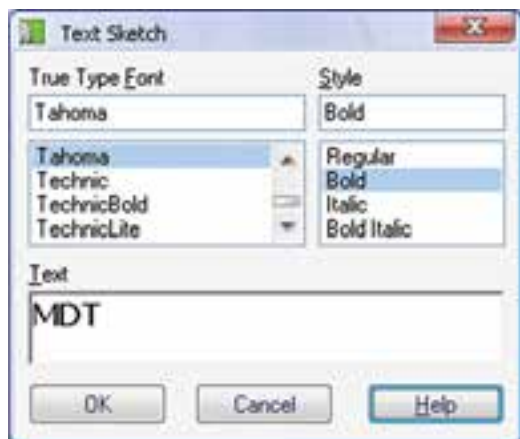 Text Sketch
True Type Font
Style
Tahoma
Bold
Tahoma
Technic
TechnicBold
TechnicLite
Regular
Bold
Italic
Bold Italic
Text
MDT
OK
Cancel
Help